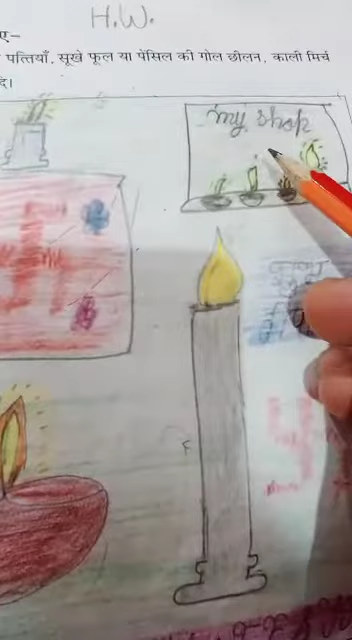 H.W.
ए-
पत्तियाँ, सूखे फूल या पेंसिल की गोल छीलन, काली मिर्च
दि।
my shop